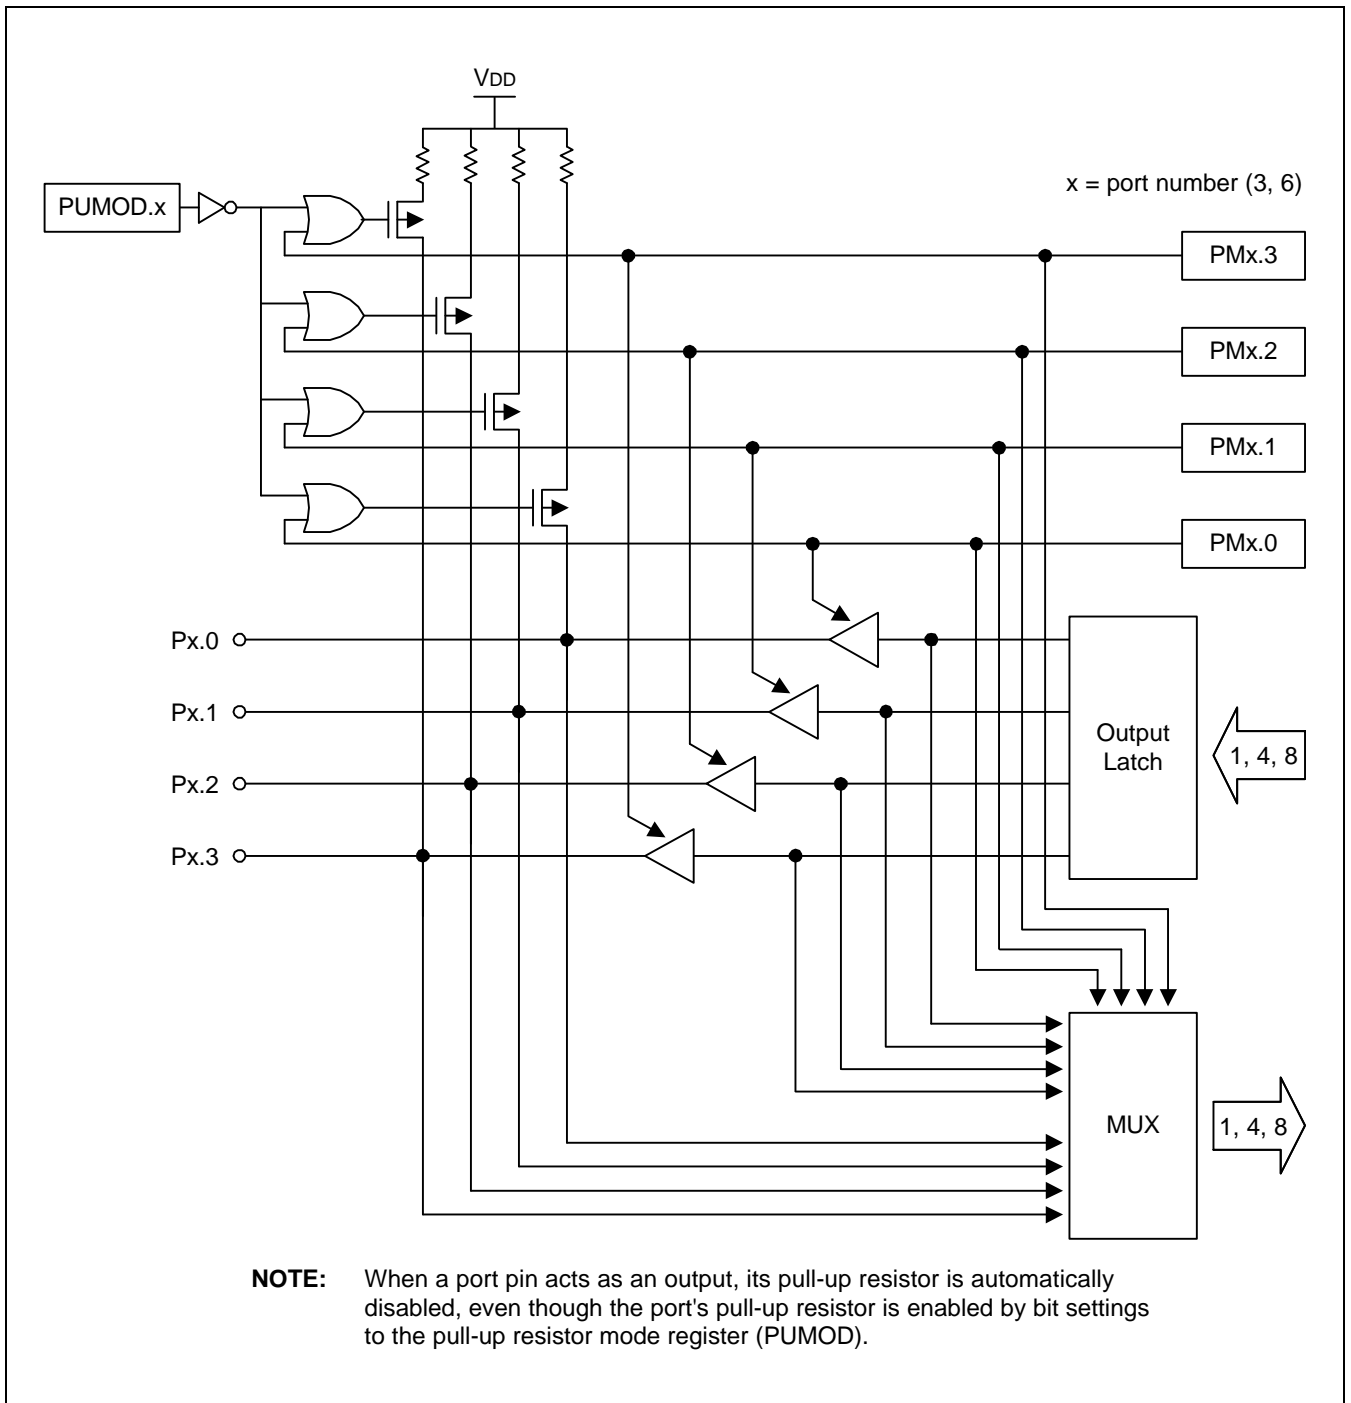 VDD
x = port number (3, 6)
PUMOD.x
PMx.3
PMx.2
PMx.1
PMx.0
Px.0
Px.1
Px.2
Px.3
Output
Latch
1, 4, 8
MUX
1, 4, 8
NOTE: When a port pin acts as an output, its pull-up resistor is automatically
disabled, even though the port's pull-up resistor is enabled by bit settings
to the pull-up resistor mode register (PUMOD).